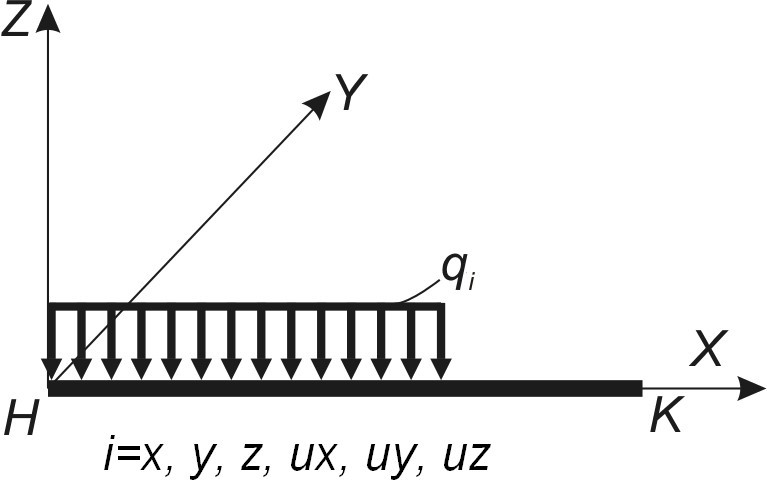 Z
Y
qi
X
H
K
i=x, y, z, ux, uy, uz